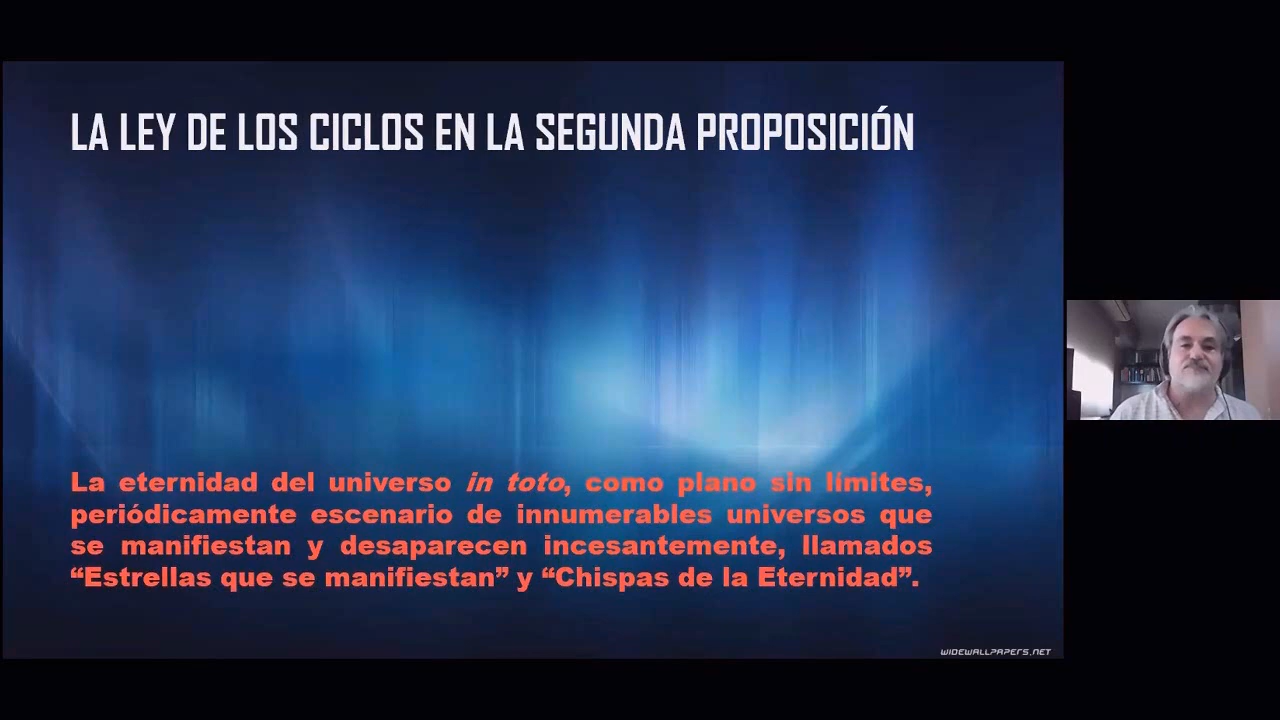 LA LEY DE LOS CICLOS EN LA SEGUNDA PROPOSICIÓN
La eternidad del universo in toto, como plano sin límites,
periódicamente escenario de innumerables universos que
se manifiestan y desaparecen incesantemente, llamados
“Estrellas que se manifiestan” y “Chispas de la Eternidad”.
WIDEWALLPAPERS.NET